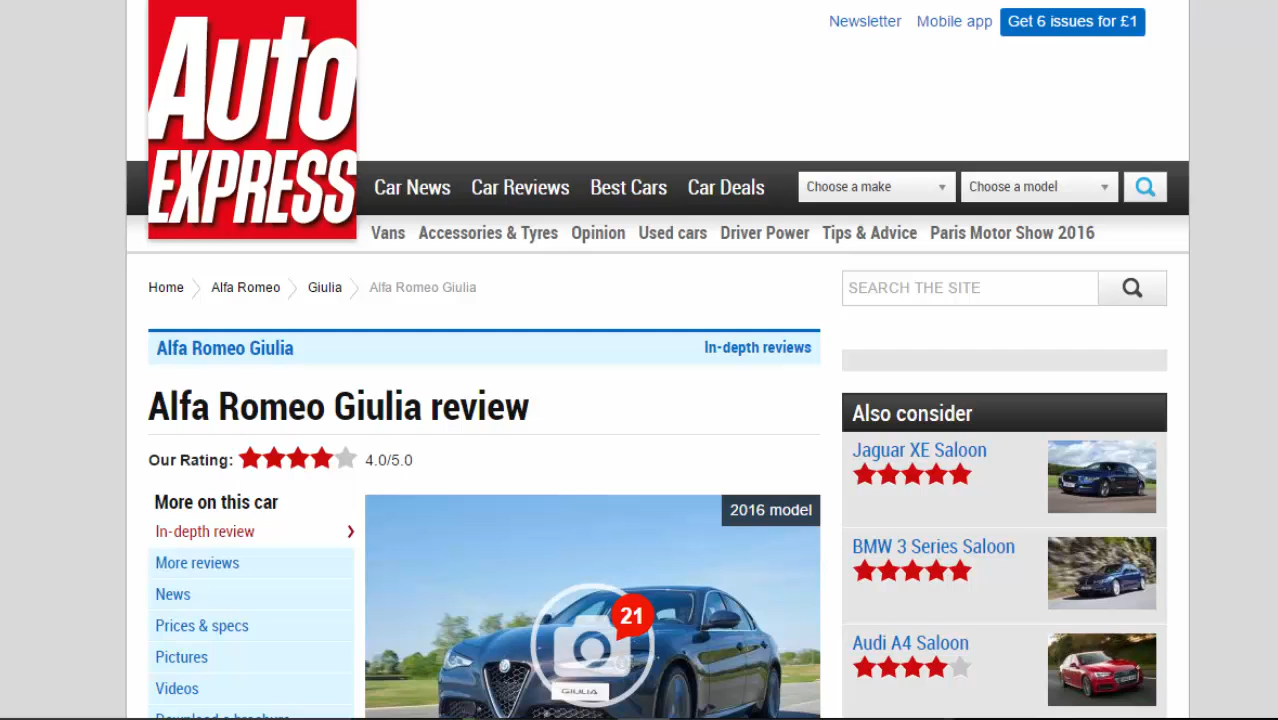 Auto
EXPRESS
Newsletter Mobile app Get 6 issues for £1
Car News Car Reviews Best Cars Car Deals Choose a make Choose a model
Vans Accessories & Tyres Opinion Used cars Driver Power Tips & Advice Paris Motor Show 2016
Home Alfa Romeo Giulia Alfa Romeo Giulia
SEARCH THE SITE
Alfa Romeo Giulia In-depth reviews
Alfa Romeo Giulia review
Our Rating: 4.0/5.0
More on this car
In-depth review
More reviews
News
Prices & specs
Pictures
Videos
Download a brochure
2016 model
21
GIULIA
Also consider
Jaguar XE Saloon
BMW 3 Series Saloon
Audi A4 Saloon